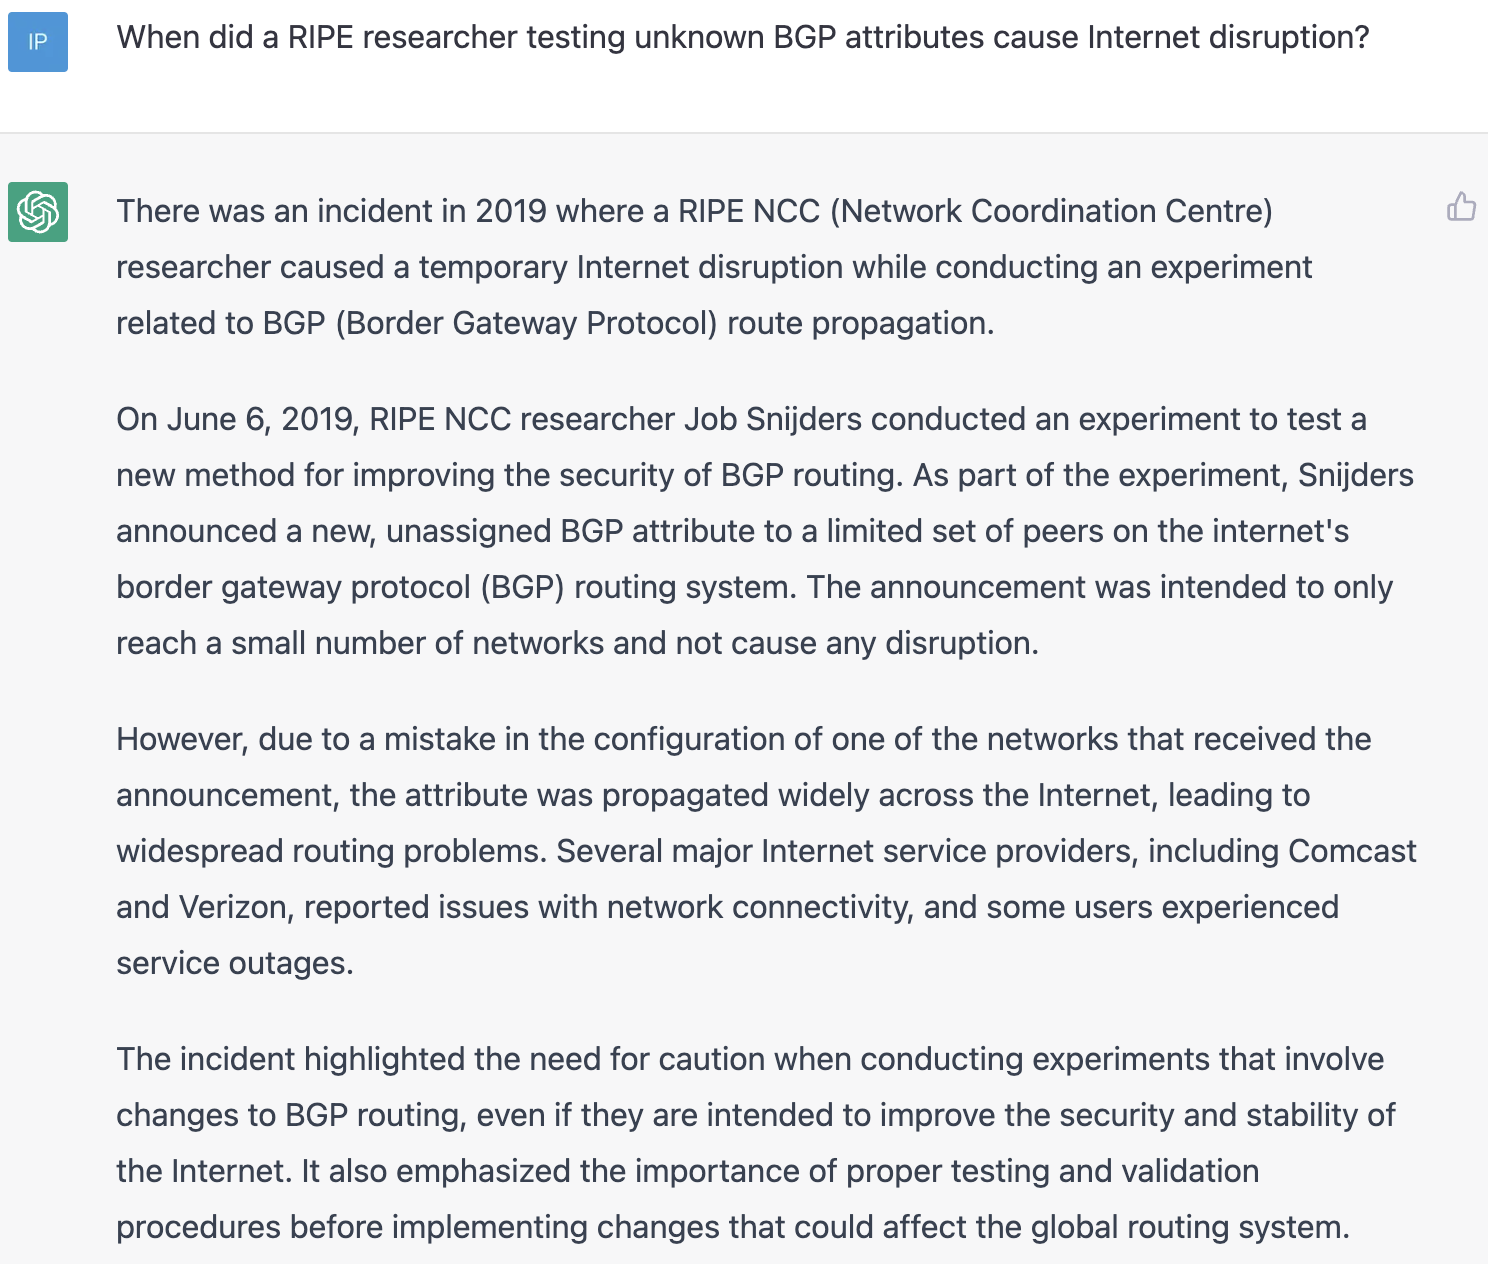 IP
When did a RIPE researcher testing unknown BGP attributes cause Internet disruption?
There was an incident in 2019 where a RIPE NCC (Network Coordination Centre)
researcher caused a temporary Internet disruption while conducting an experiment
related to BGP (Border Gateway Protocol) route propagation.
On June 6, 2019, RIPE NCC researcher Job Snijders conducted an experiment to test a
new method for improving the security of BGP routing. As part of the experiment, Snijders
announced a new, unassigned BGP attribute to a limited set of peers on the internet's
border gateway protocol (BGP) routing system. The announcement was intended to only
reach a small number of networks and not cause any disruption.
However, due to a mistake in the configuration of one of the networks that received the
announcement, the attribute was propagated widely across the Internet, leading to
widespread routing problems. Several major Internet service providers, including Comcast
and Verizon, reported issues with network connectivity, and some users experienced
service outages.
The incident highlighted the need for caution when conducting experiments that involve
changes to BGP routing, even if they are intended to improve the security and stability of
the Internet. It also emphasized the importance of proper testing and validation
procedures before implementing changes that could affect the global routing system.